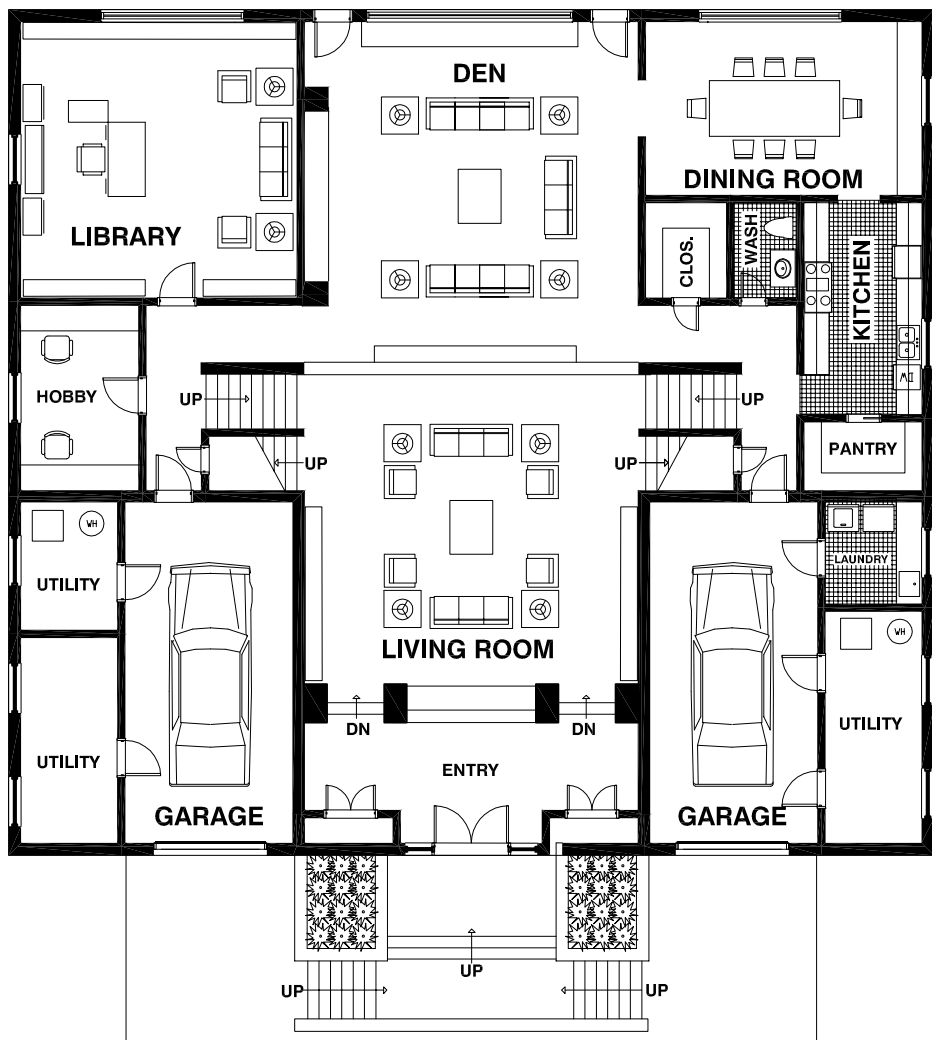 DEN
DINING ROOM
LIBRARY
CLOS.
WASH
KITCHEN
DW
HOBBY
UP
UP
UP
UP
PANTRY
WH
UTILITY
LAUNDRY
WH
LIVING ROOM
DN
DN
UTILITY
UTILITY
ENTRY
GARAGE
GARAGE
UP
UP
UP